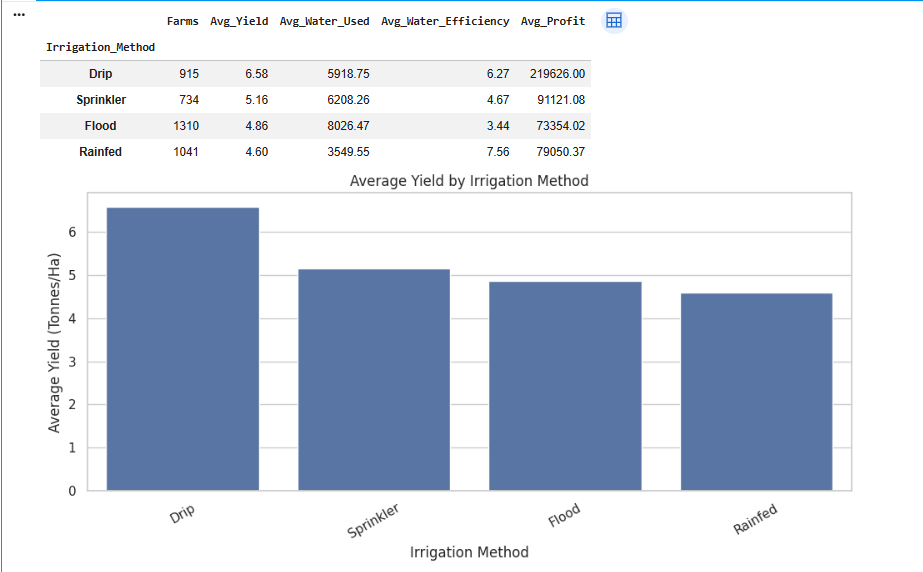 ...
Farms Avg_Yield Avg_Water_Used Avg_Water_Efficiency Avg_Profit
Irrigation_Method
Drip 915 6.58 5918.75 6.27 219626.00
Sprinkler 734 5.16 6208.26 4.67 91121.08
Flood 1310 4.86 8026.47 3.44 73354.02
Rainfed 1041 4.60 3549.55 7.56 79050.37
Average Yield by Irrigation Method
Average Yield (Tonnes/Ha)
6
5
4
3
2
1
0
Drip Sprinkler Flood Rainfed
Irrigation Method